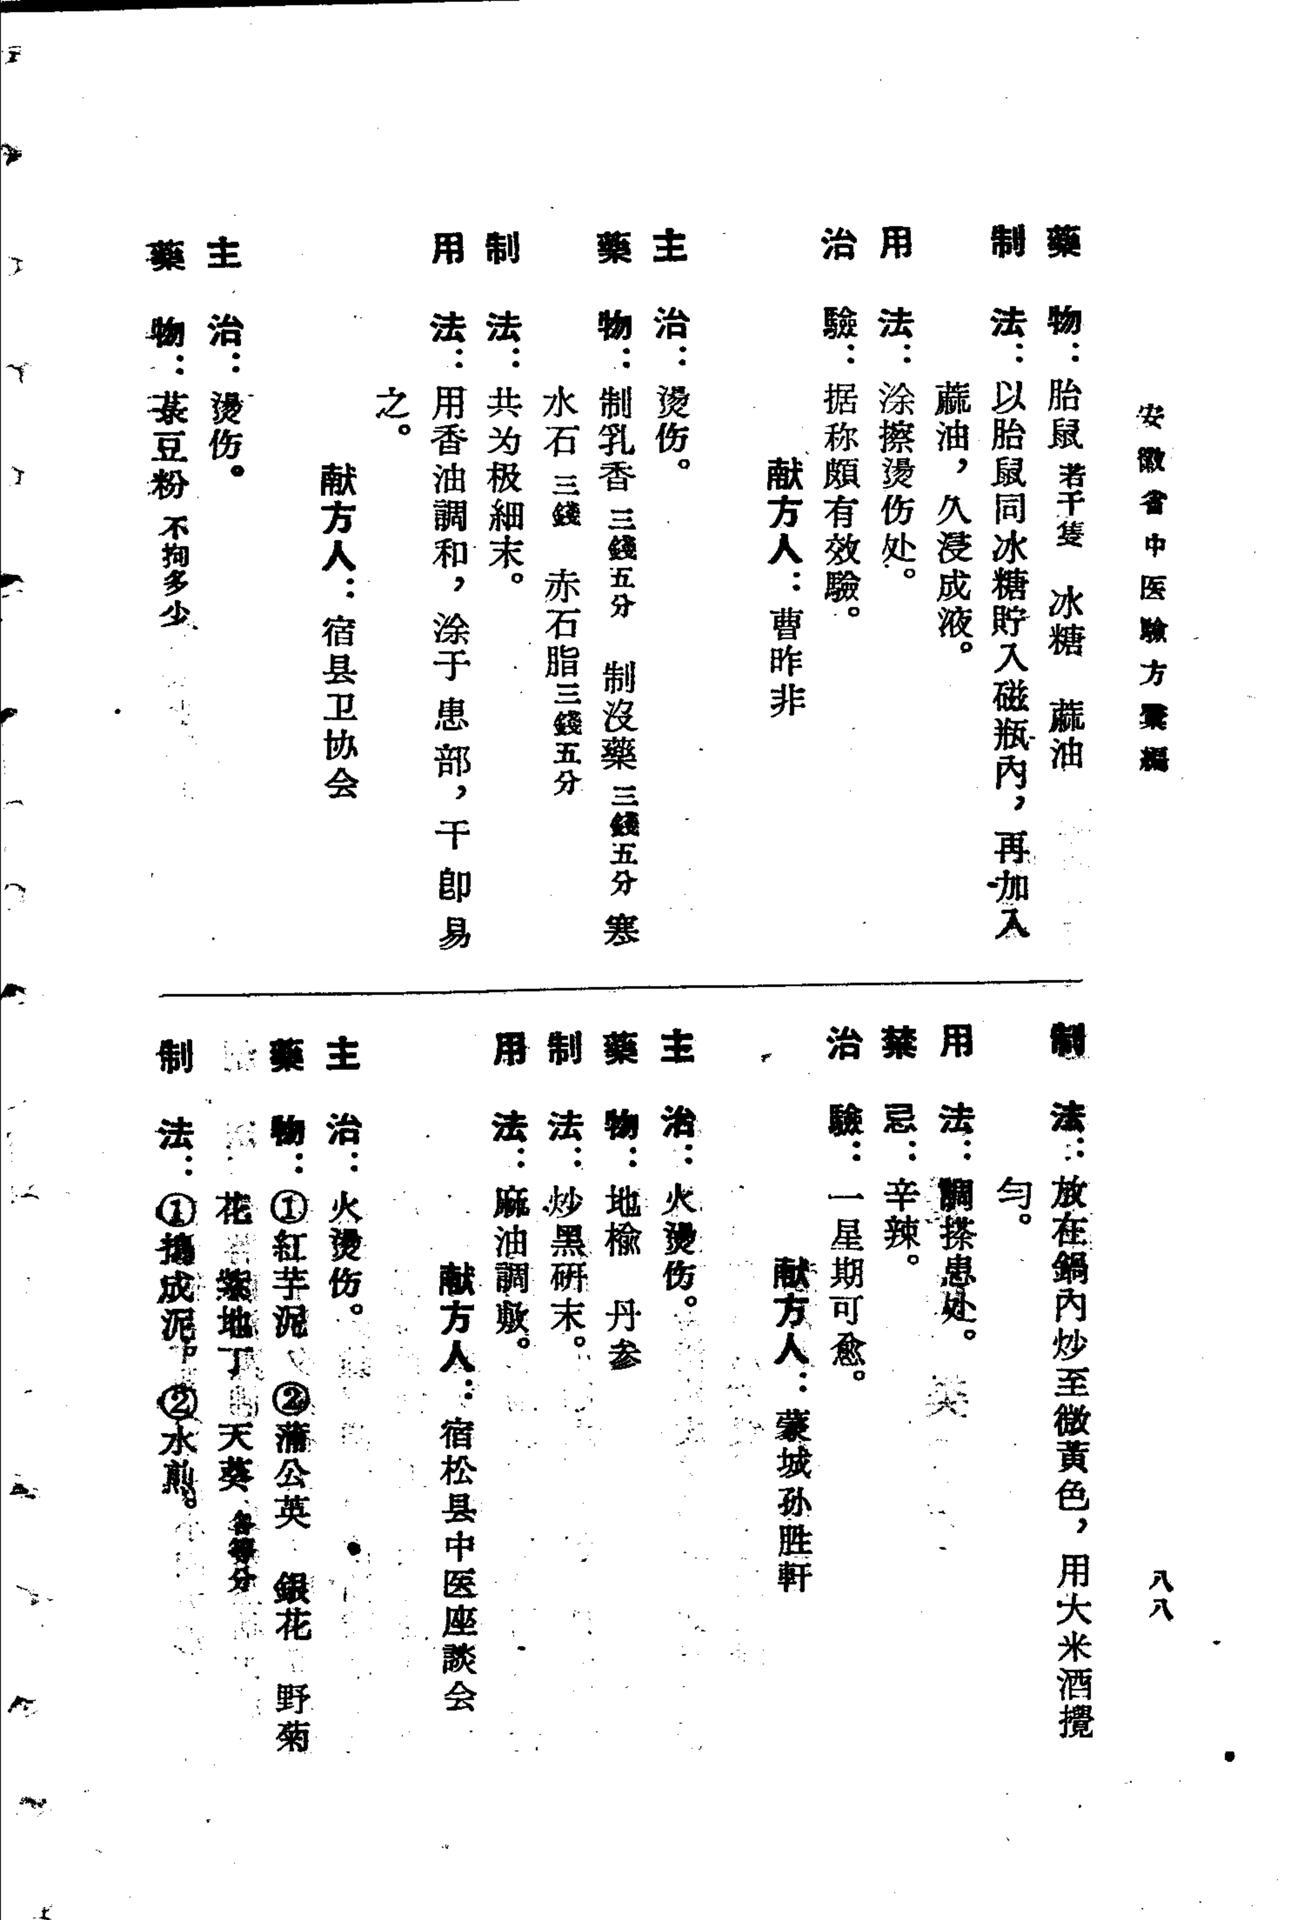 安徽省中医驗方彙編
八八
藥物：胎鼠若干隻　冰糖　蔴油
制法：以胎鼠同冰糖貯入磁瓶內，再加入
蔴油，久浸成液。
用法：涂擦燙伤处。
治驗：据称頗有效驗。
献方人：曹昨非
主治：燙伤。
藥物：制乳香三錢五分　制沒藥三錢五分　寒
水石三錢　赤石脂三錢五分
制法：共为极細末。
用法：用香油調和，涂于患部，干卽易
之。
献方人：宿县卫协会
主治：燙伤。
藥物：菉豆粉不拘多少
制法：放在鍋內炒至微黃色，用大米酒攪
勻。
用法：調搽患处。
禁忌：辛辣。
治驗：一星期可愈。
献方人：蒙城孙胜軒
主治：火燙伤。
藥物：地榆　丹参
制法：炒黑研末。
用法：麻油調敷。
献方人：宿松县中医座談会
主治：火燙伤。
藥物：①紅芋泥　②蒲公英　銀花　野菊
花　紫地丁　天葵各等分
制法：①搗成泥　②水煎。